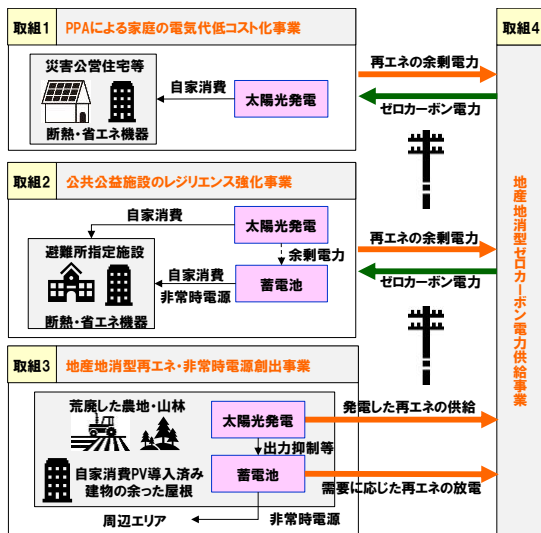 取組1
PPAによる家庭の電気代低コスト化事業
災害公営住宅等
断熱・省エネ機器
自家消費
太陽光発電
再エネの余剰電力
ゼロカーボン電力
取組2
公共公益施設のレジリエンス強化事業
自家消費
太陽光発電
余剰電力
避難所指定施設
断熱・省エネ機器
自家消費
非常時電源
蓄電池
再エネの余剰電力
ゼロカーボン電力
取組3
地産地消型再エネ・非常時電源創出事業
荒廃した農地・山林
自家消費PV導入済み
建物の余った屋根
太陽光発電
出力抑制等
蓄電池
発電した再エネの供給
需要に応じた再エネの放電
周辺エリア
非常時電源
取組4
地産地消型ゼロカーボン電力供給事業